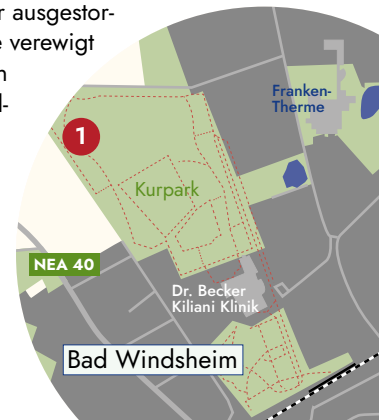 r ausgestor-
e verewigt
n
l-
Franken-
Therme
1
Kurpark
NEA 40
Dr. Becker
Kiliani Klinik
Bad Windsheim